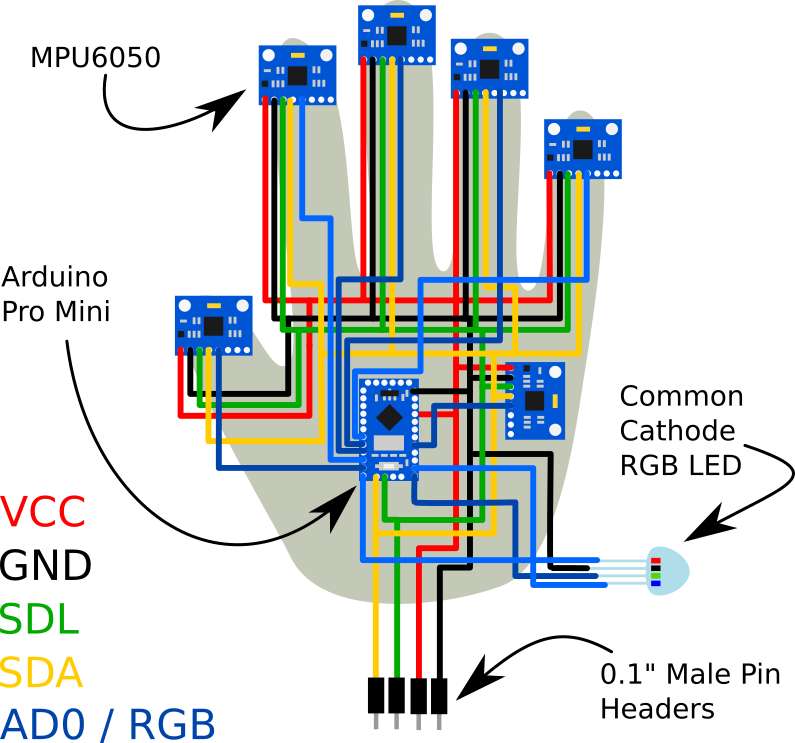 MPU6050
Arduino
Pro Mini
Common
Cathode
RGB LED
VCC
GND
SDL
SDA
AD0 / RGB
0.1" Male Pin
Headers